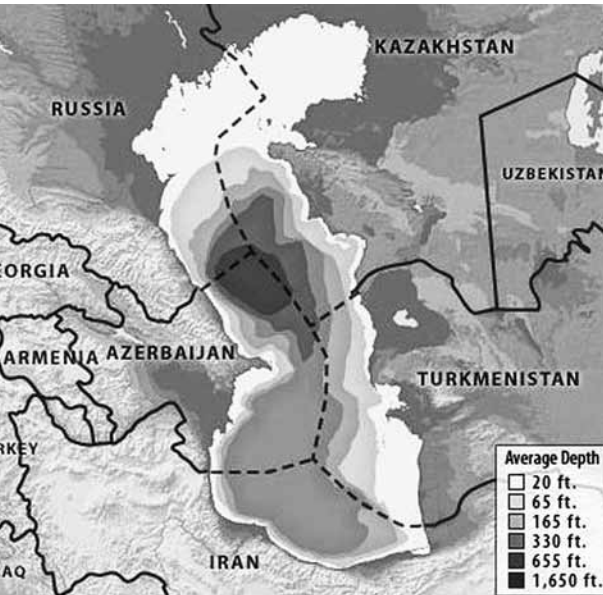 KAZAKHSTAN
RUSSIA
UZBEKISTAN
EORGIA
ARMENIA
AZERBAIJAN
TURKMENISTAN
RKEY
IRAN
AQ
Average Depth
20 ft.
65 ft.
165 ft.
330 ft.
655 ft.
1,650 ft.